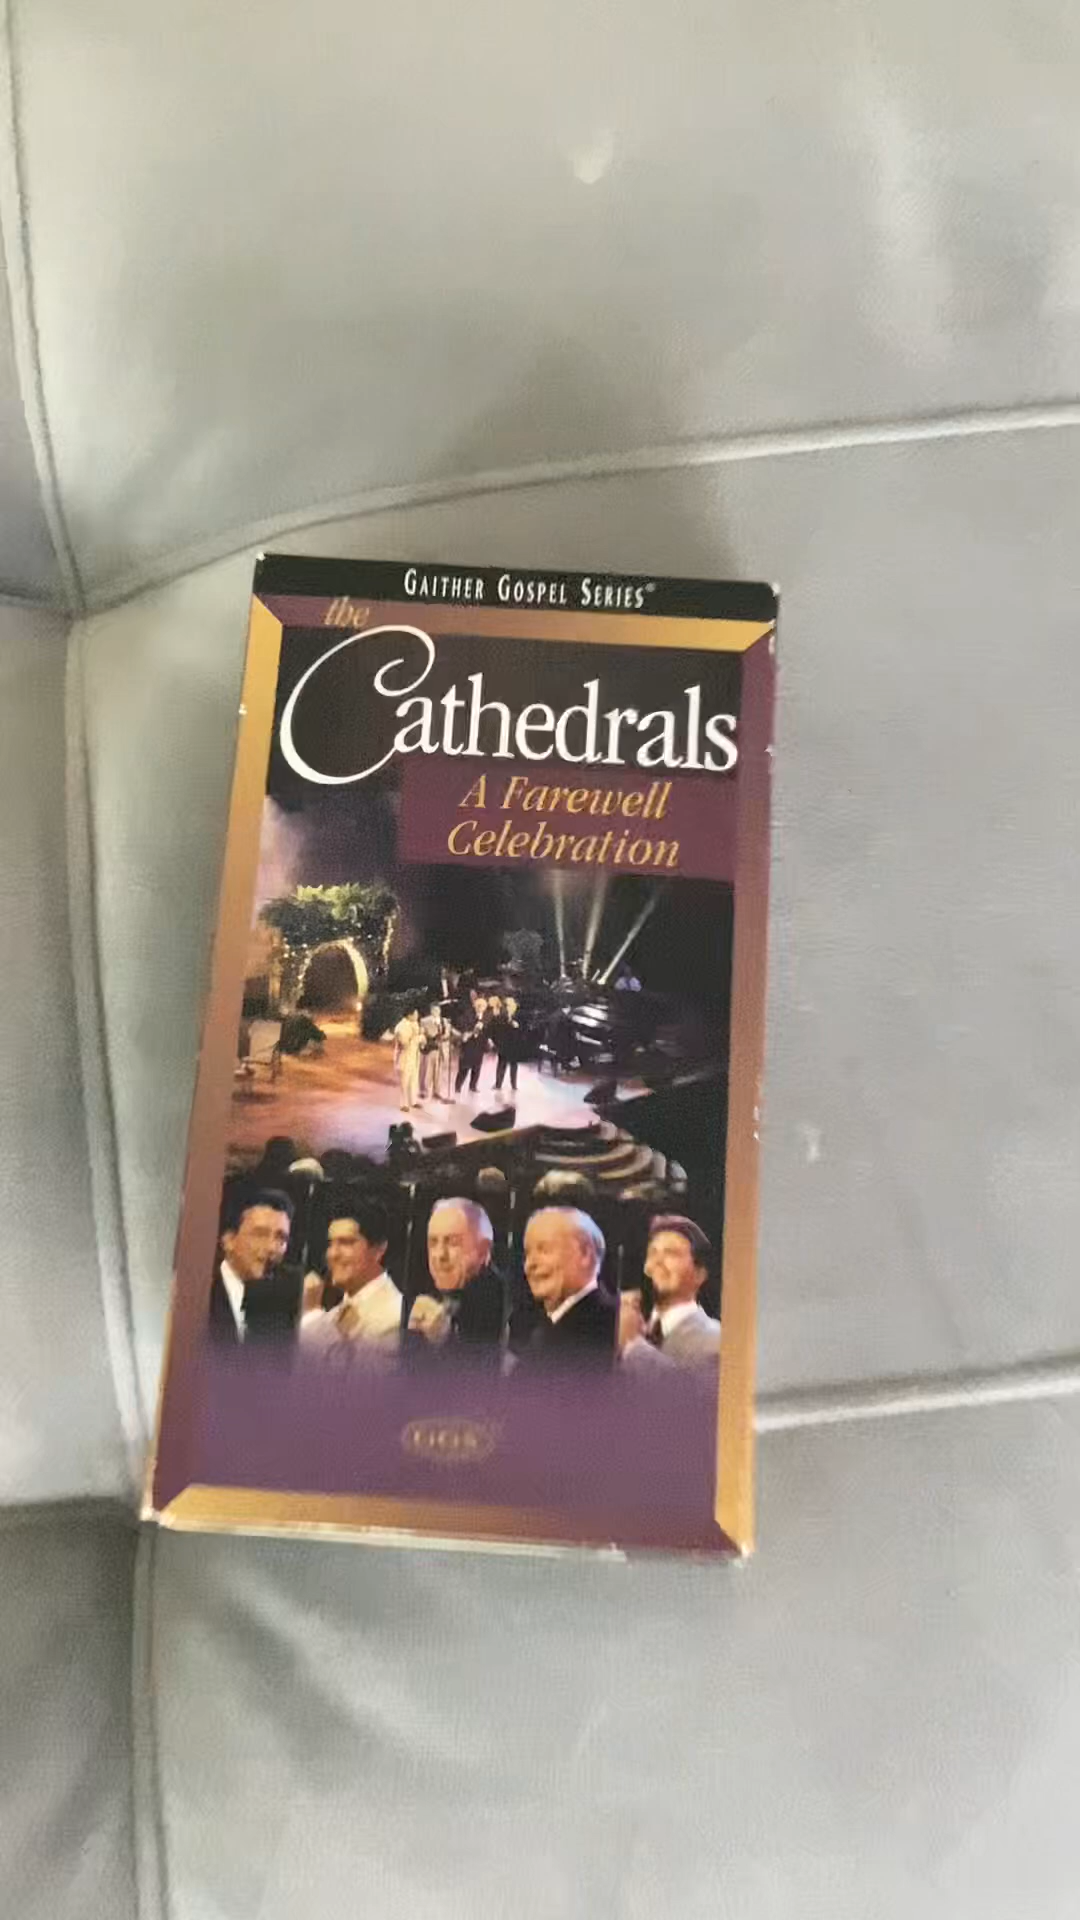 GAITHER GOSPEL SERIES®
the
Cathedrals
A Farewell
Celebration